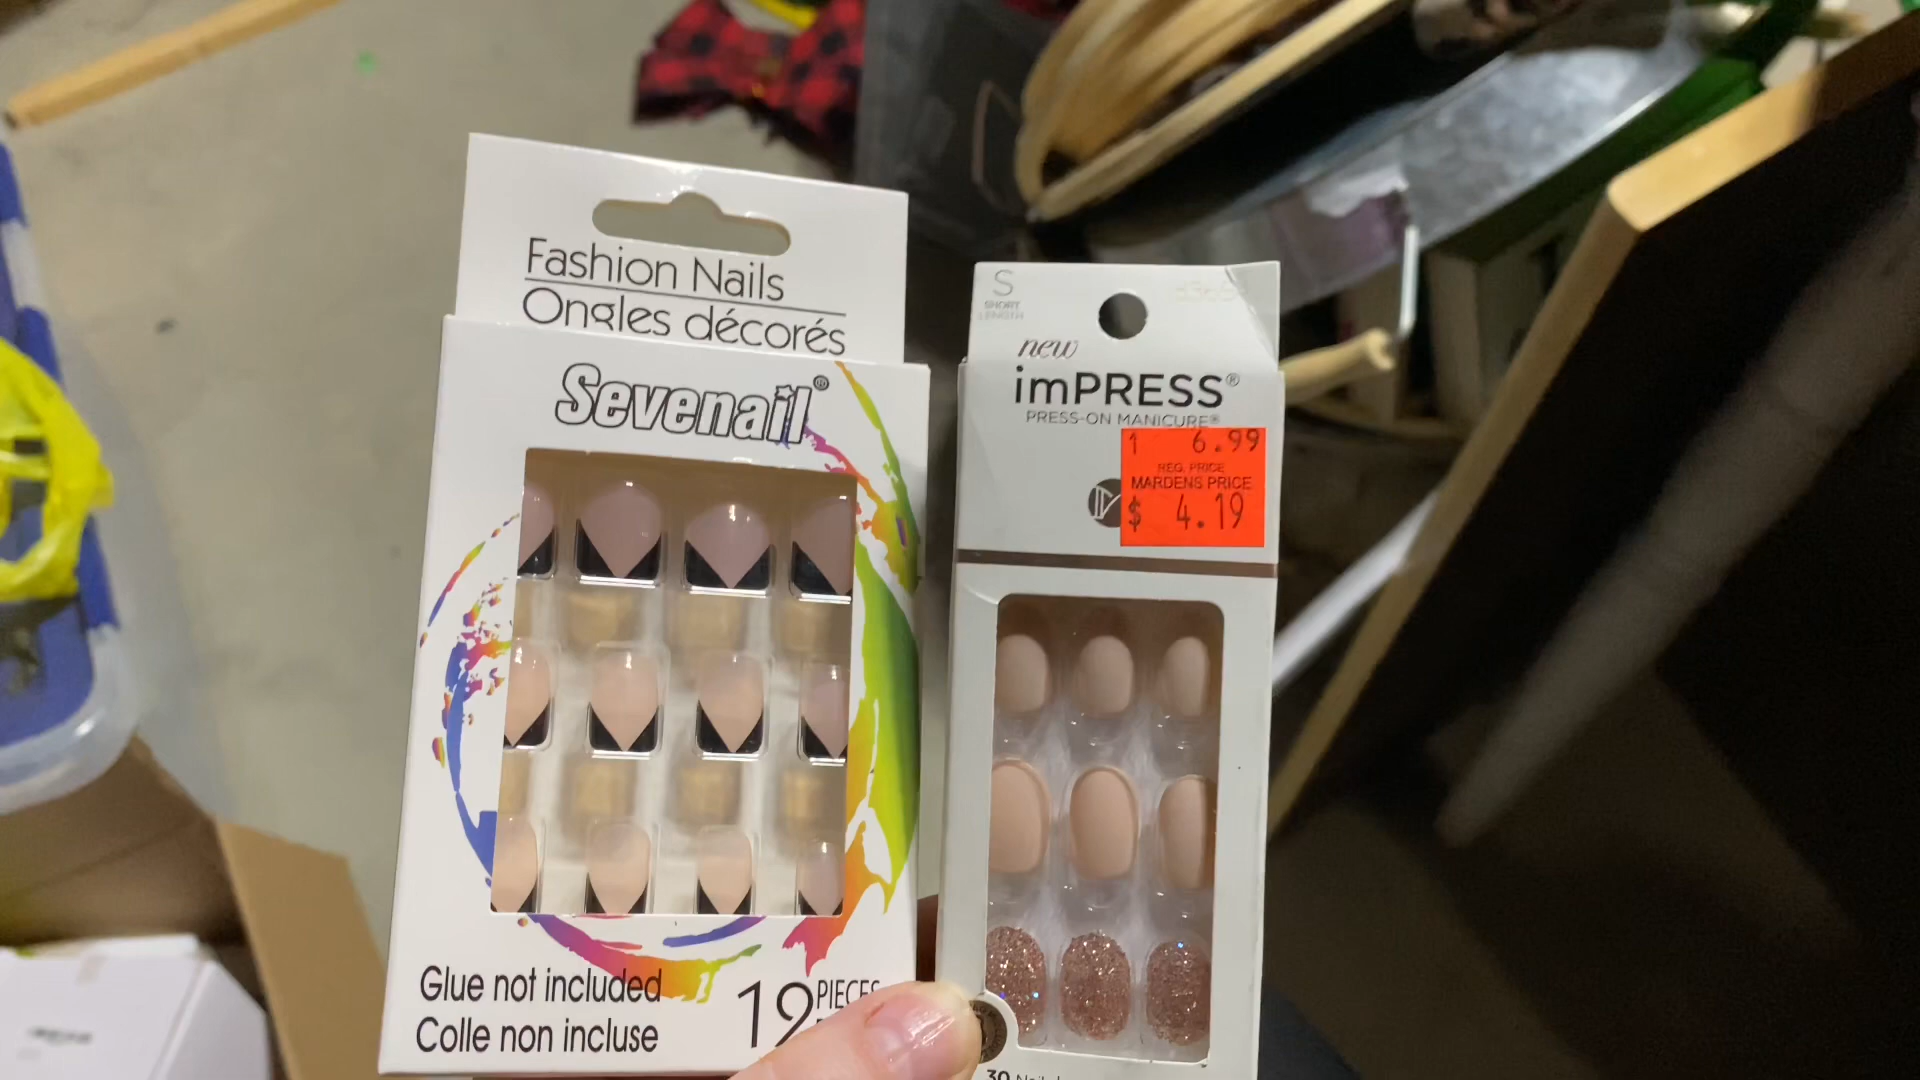 Fashion Nails
Ongles décorés
Sevenail®
Glue not included
Colle non incluse
12 PIECES
S
SHORT
LENGTH
new
imPRESS®
PRESS-ON MANICURE®
1 6.99
REG. PRICE
MARDENS PRICE
$ 4.19
30